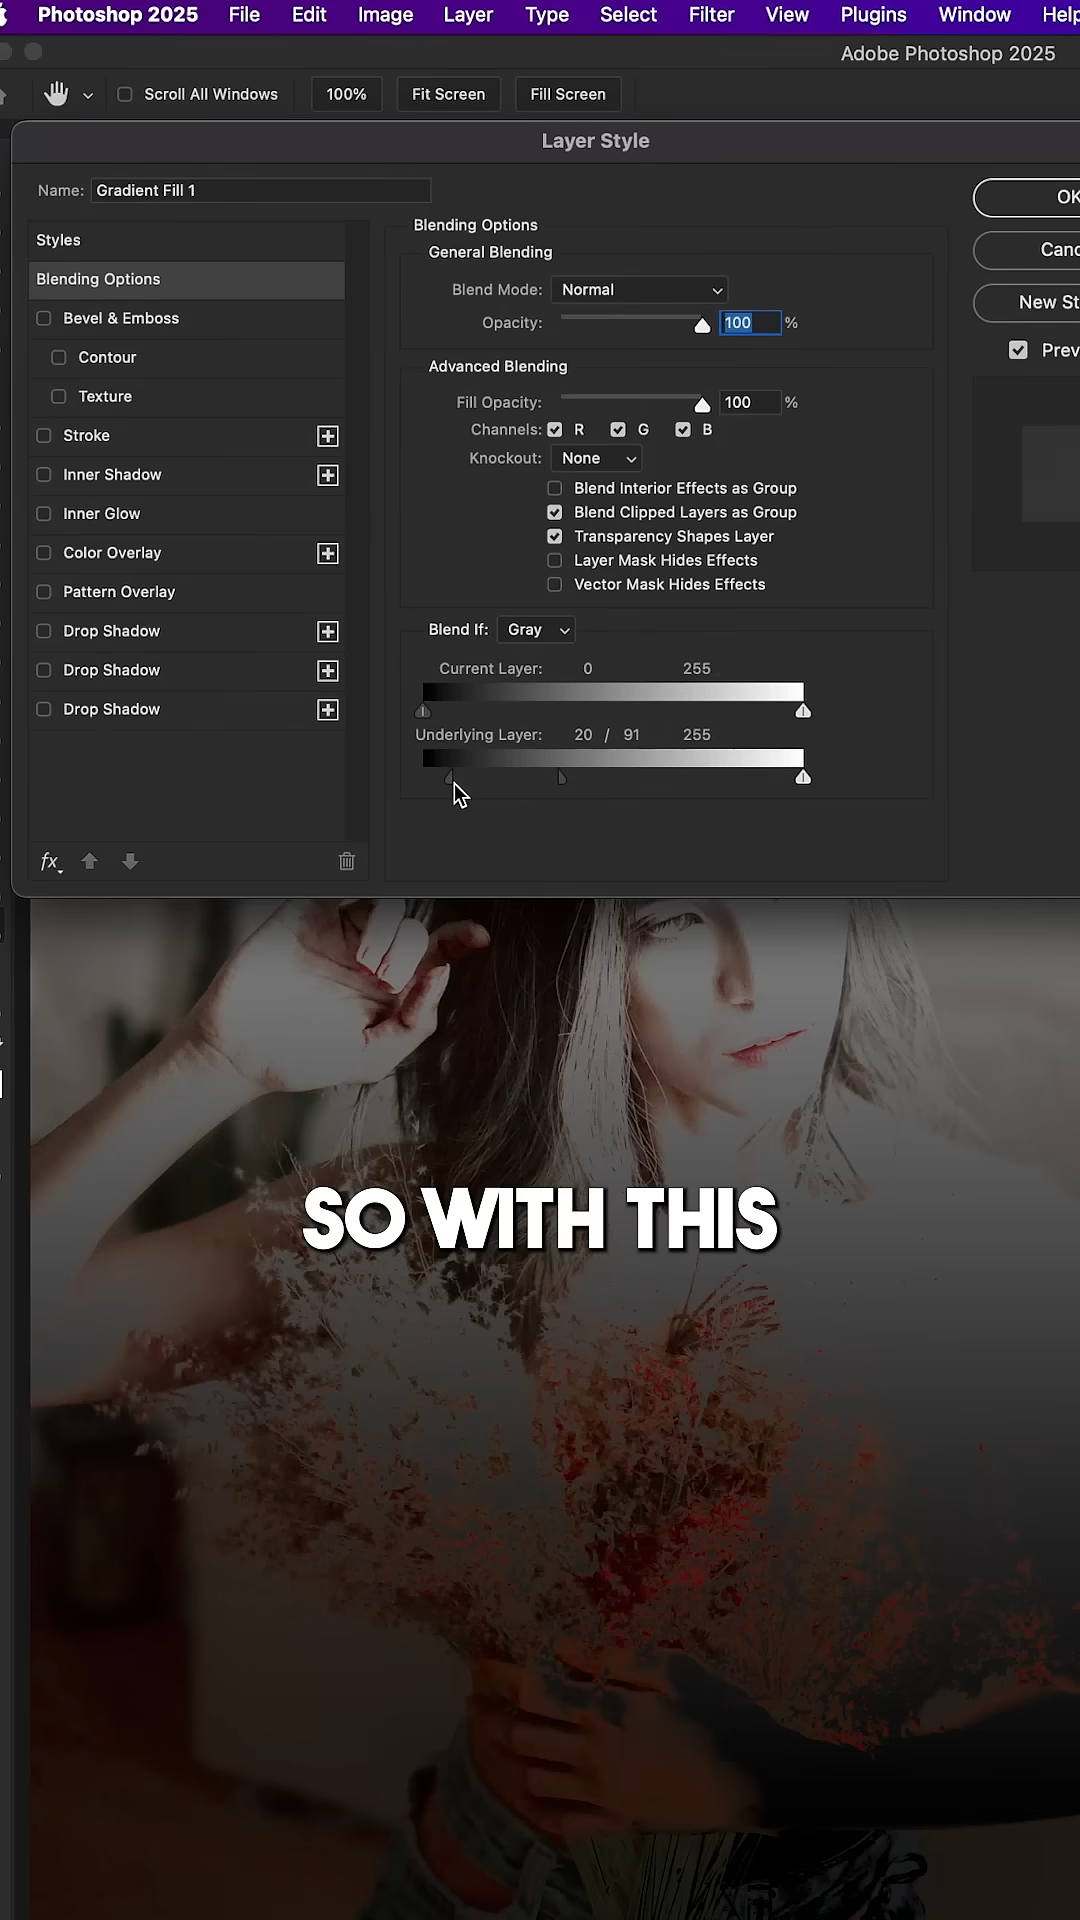 Photoshop 2025 File Edit Image Layer Type Select Filter View Plugins Window Help
Adobe Photoshop 2025
Scroll All Windows 100% Fit Screen Fill Screen
Layer Style
Name: Gradient Fill 1
OK
Styles
Blending Options
Bevel & Emboss
Contour
Texture
Stroke
Inner Shadow
Inner Glow
Color Overlay
Pattern Overlay
Drop Shadow
Drop Shadow
Drop Shadow
fx
Blending Options
General Blending
Blend Mode: Normal
Opacity: 100 %
Advanced Blending
Fill Opacity: 100 %
Channels: R G B
Knockout: None
Blend Interior Effects as Group
Blend Clipped Layers as Group
Transparency Shapes Layer
Layer Mask Hides Effects
Vector Mask Hides Effects
Blend If: Gray
Current Layer: 0 255
Underlying Layer: 20 / 91 255
Canc
New St
Prev
SO WITH THIS